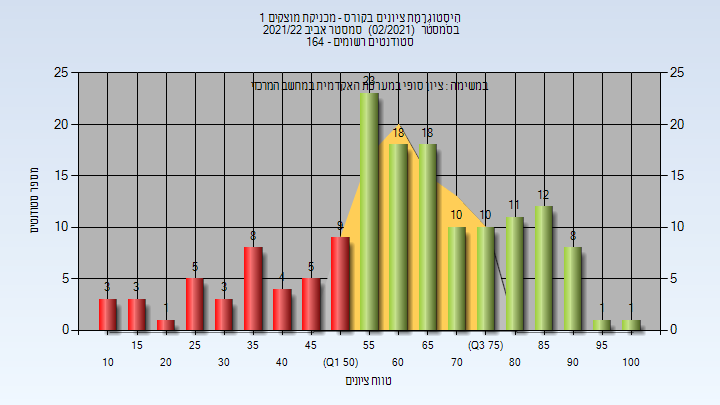 היסטוגרמת ציונים בקורס - מכניקת מוצקים 1
בסמסטר (02/2021) סמסטר אביב 2021/22
סטודנטים רשומים - 164
במשימה : ציון סופי במערכת האקדמית במחשב המרכזי
25 25
20 20
15 15
10 10
5 5
0 0
מספר סטודנטים
3 3 1 5 3 8 4 5 9 23 18 18 10 10 11 12 8 1 1
15 25 35 45 55 65 (Q3 75) 85 95
10 20 30 40 (Q1 50) 60 70 80 90 100
טווח ציונים